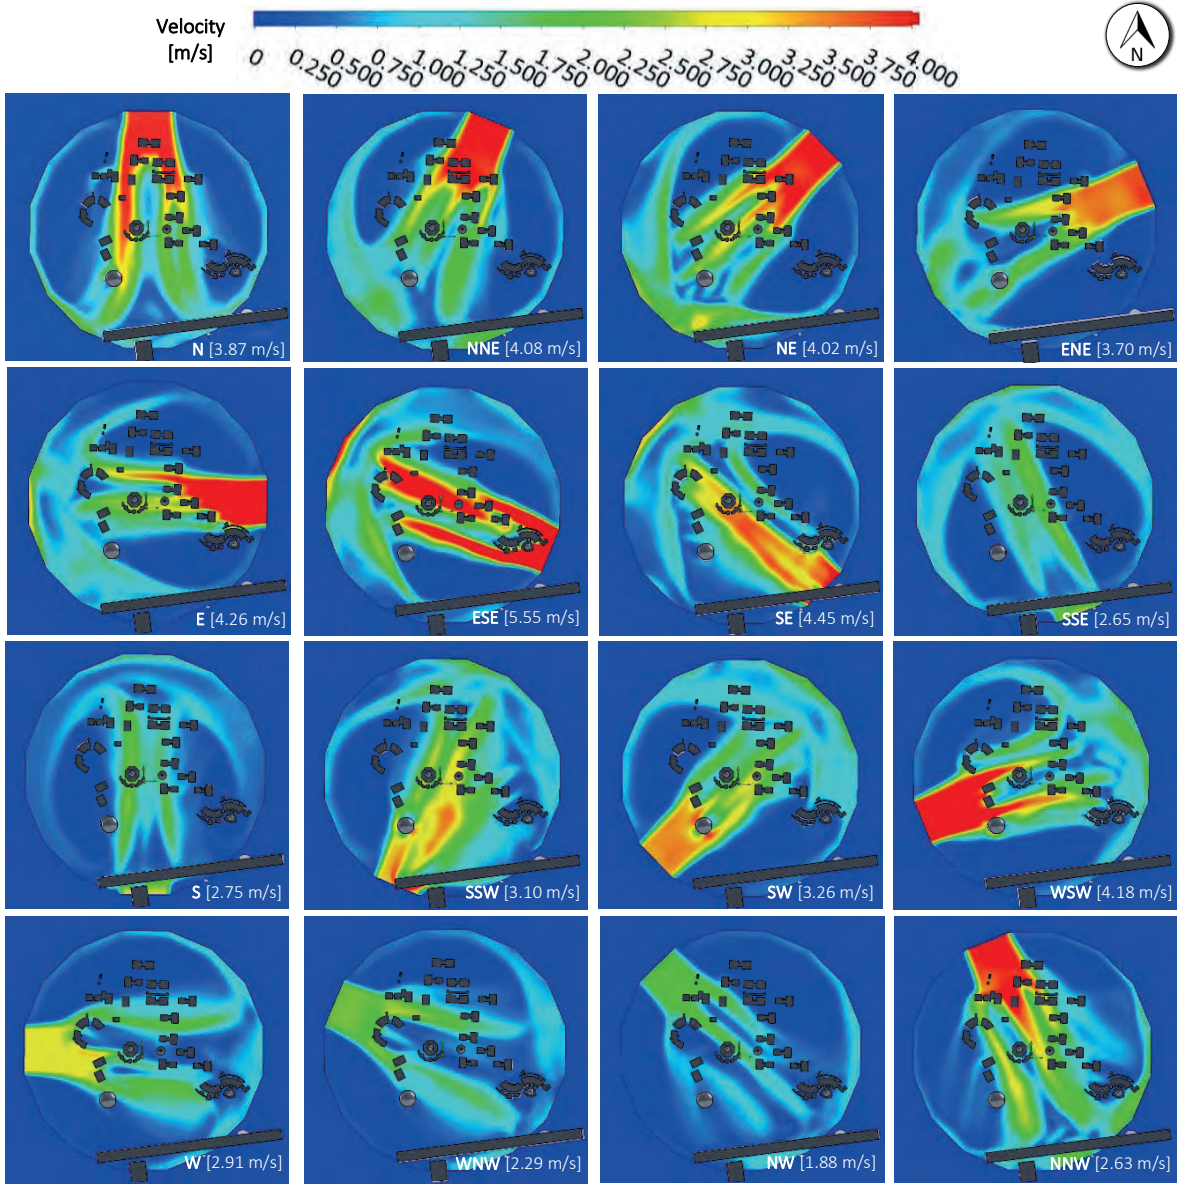 Velocity
[m/s]
0 0.250 0.500 0.750 1.000 1.250 1.500 1.750 2.000 2.250 2.500 2.750 3.000 3.250 3.500 3.750 4.000
N
N [3.87 m/s]
NNE [4.08 m/s]
NE [4.02 m/s]
ENE [3.70 m/s]
E [4.26 m/s]
ESE [5.55 m/s]
SE [4.45 m/s]
SSE [2.65 m/s]
S [2.75 m/s]
SSW [3.10 m/s]
SW [3.26 m/s]
WSW [4.18 m/s]
W [2.91 m/s]
WNW [2.29 m/s]
NW [1.88 m/s]
NNW [2.63 m/s]